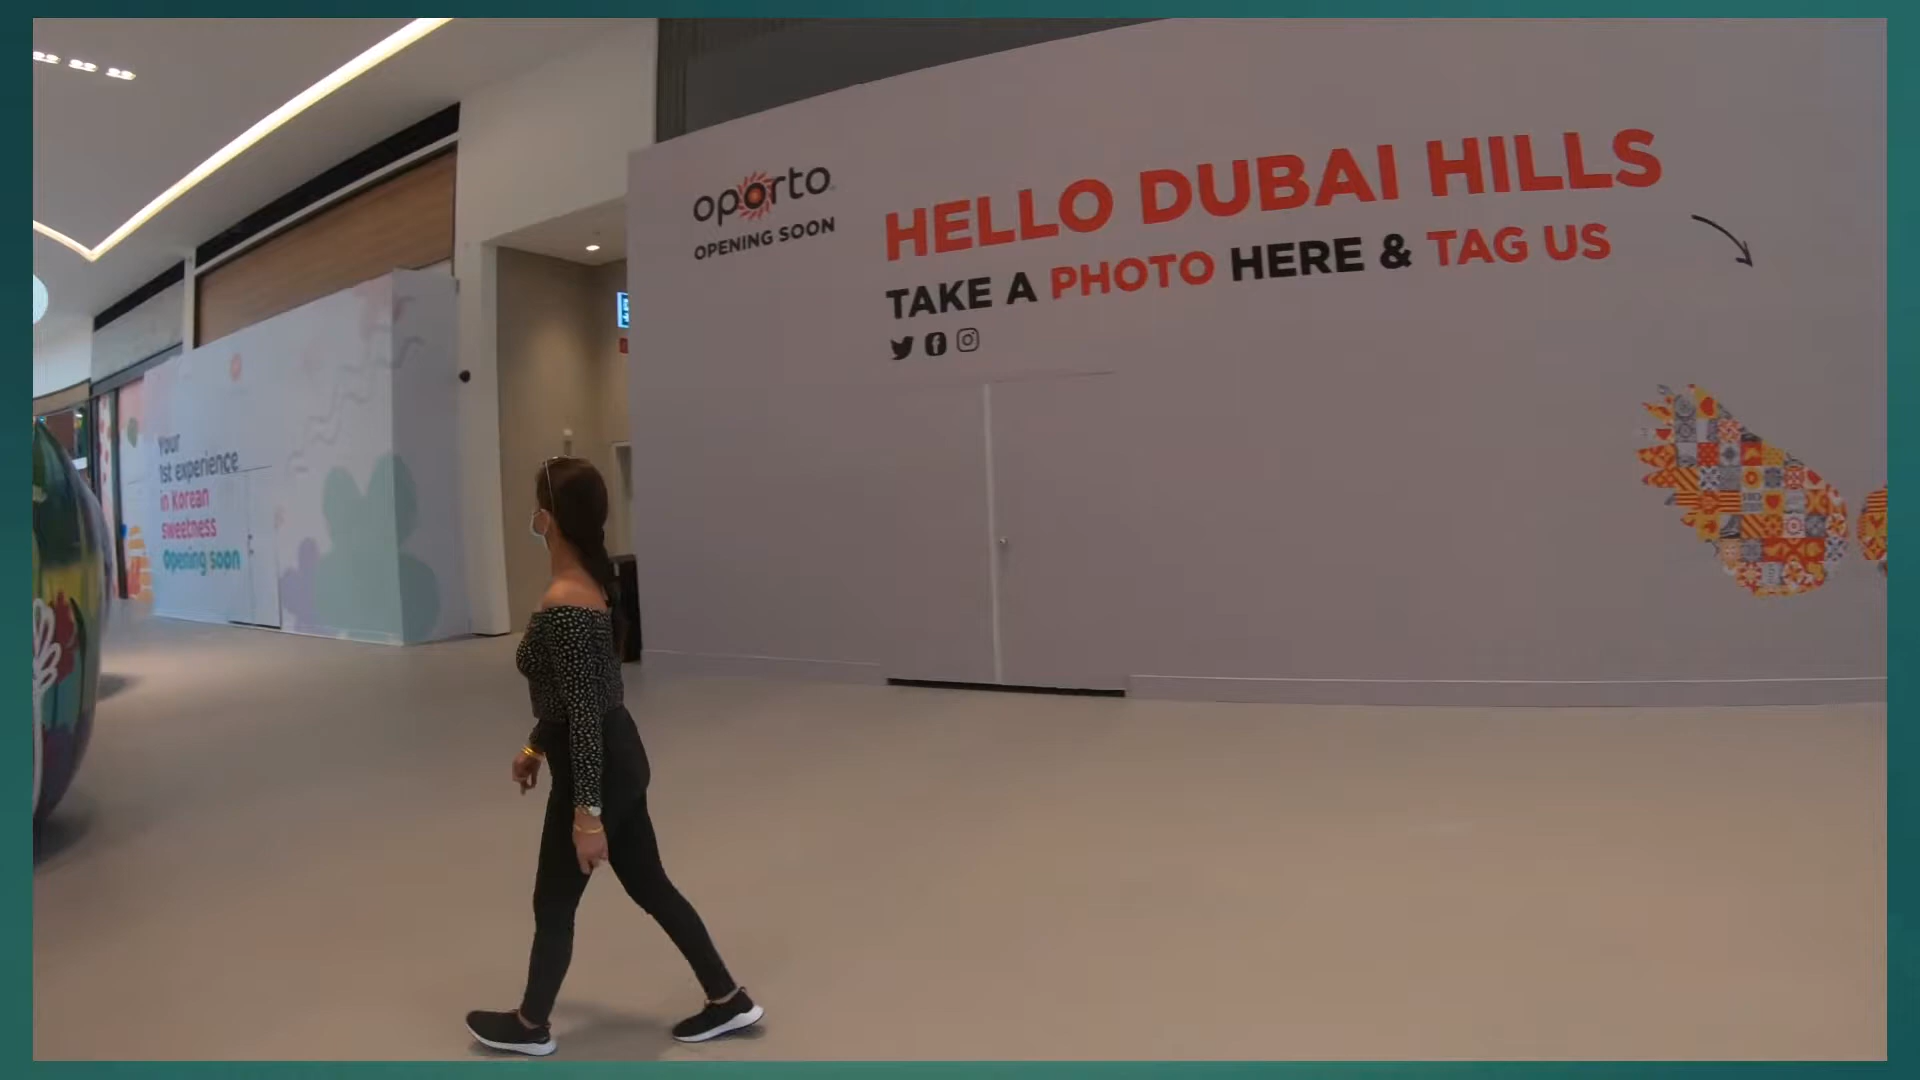 oporto
OPENING SOON
HELLO DUBAI HILLS
TAKE A PHOTO HERE & TAG US
Your
1st experience
in Korean
sweetness
Opening soon